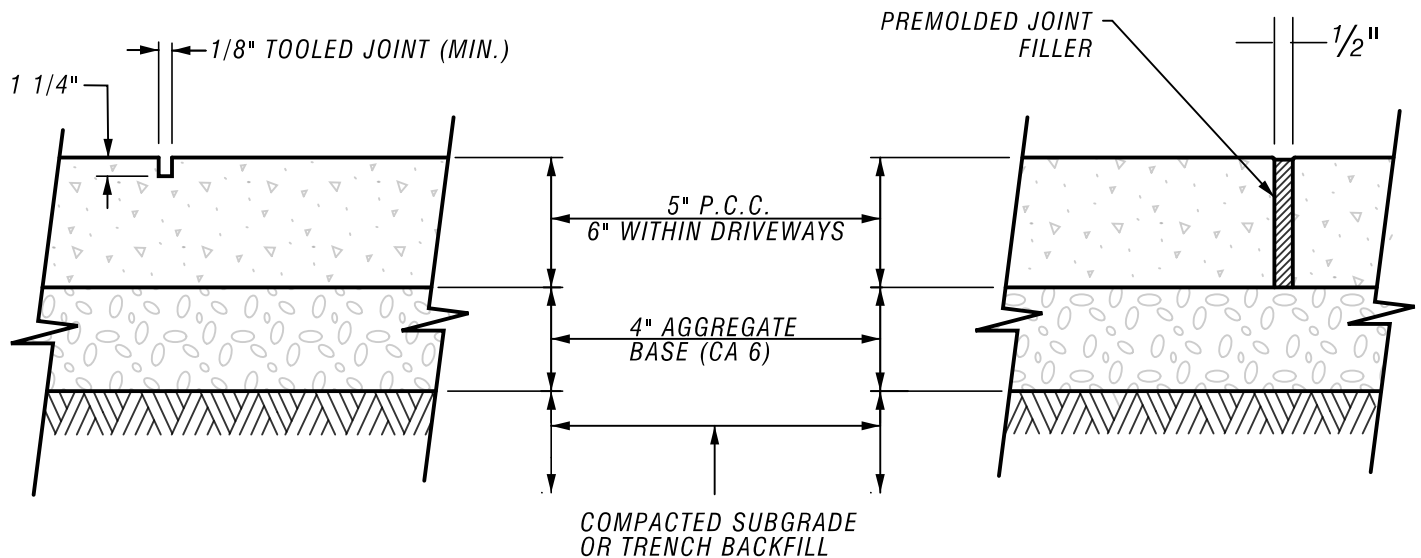 1/8" TOOLED JOINT (MIN.)
1 1/4"
PREMOLDED JOINT
FILLER
1/2"
5" P.C.C.
6" WITHIN DRIVEWAYS
4" AGGREGATE
BASE (CA 6)
COMPACTED SUBGRADE
OR TRENCH BACKFILL